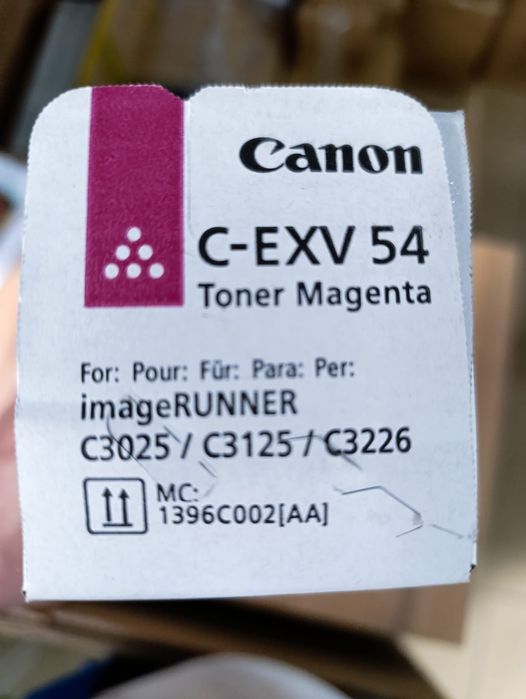 Canon
C-EXV 54
Toner Magenta
For: Pour: Für: Para: Per:
imageRUNNER
C3025 / C3125 / C3226
MC:
1396C002[AA]